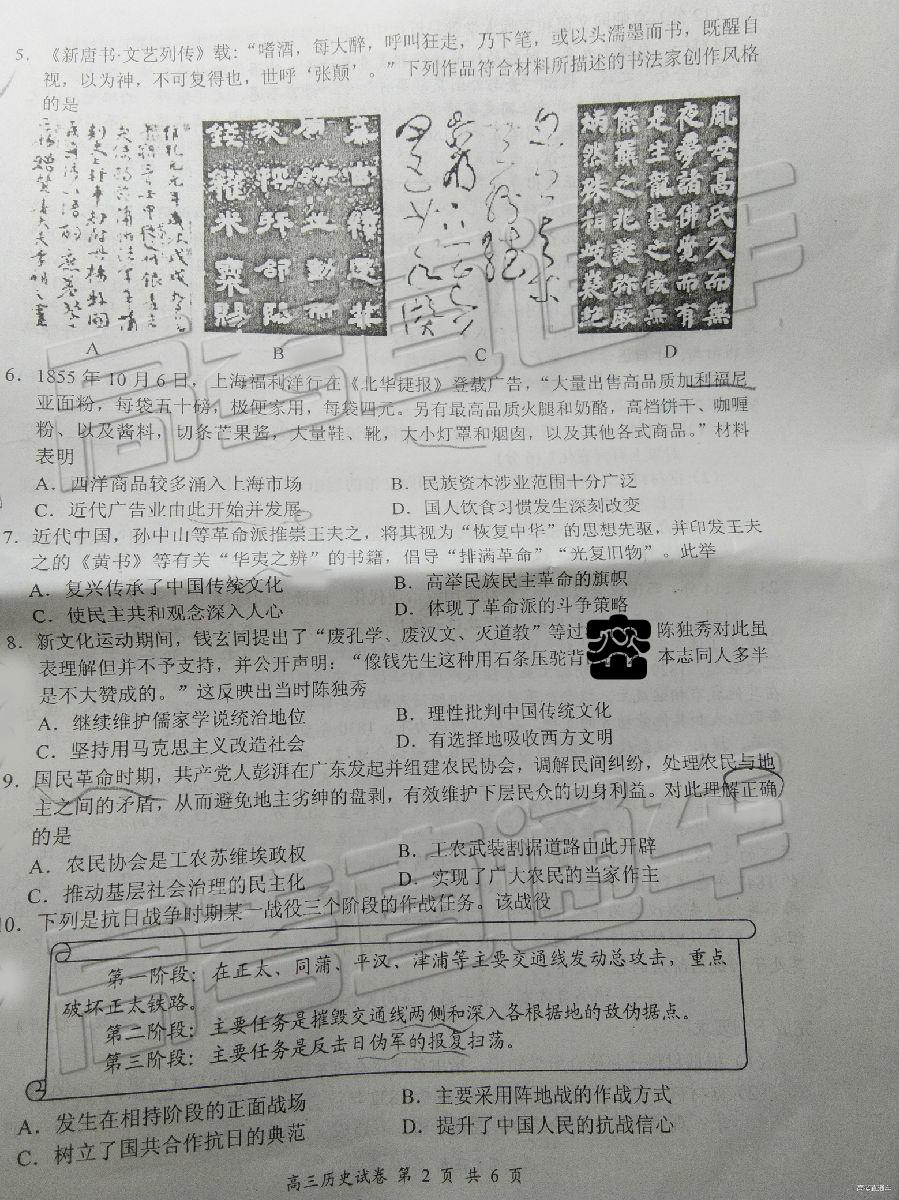 5. 《新唐书·文艺列传》载:“嗜酒,每大醉,呼叫狂走,乃下笔,或以头濡墨而书,既醒自
视,以为神,不可复得也,世呼‘张颠’。”下列作品符合材料所描述的书法家创作风格
的是
A B C D
6. 1855年10月6日,上海福利洋行在《北华捷报》登载广告,“大量出售高品质加利福尼
亚面粉,每袋五十磅,极便家用,每袋四元。另有最高品质火腿和奶酪,高档饼干、咖喱
粉、以及酱料,切条芒果酱,大量鞋、靴,大小灯罩和烟囱,以及其他各式商品。”材料
表明
A. 西洋商品较多涌入上海市场 B. 民族资本涉业范围十分广泛
C. 近代广告业由此开始并发展 D. 国人饮食习惯发生深刻改变
7. 近代中国,孙中山等革命派推崇王夫之,将其视为“恢复中华”的思想先驱,并印发王夫
之的《黄书》等有关“华夷之辨”的书籍,倡导“排满革命”“光复旧物”。此举
A. 复兴传承了中国传统文化 B. 高举民族民主革命的旗帜
C. 使民主共和观念深入人心 D. 体现了革命派的斗争策略
8. 新文化运动期间,钱玄同提出了“废孔学、废汉文、灭道教”等过 陈独秀对此虽
表理解但并不予支持,并公开声明:“像钱先生这种用石条压驼背 本志同人多半
是不大赞成的。”这反映出当时陈独秀
A. 继续维护儒家学说统治地位 B. 理性批判中国传统文化
C. 坚持用马克思主义改造社会 D. 有选择地吸收西方文明
9. 国民革命时期,共产党人彭湃在广东发起并组建农民协会,调解民间纠纷,处理农民与地
主之间的矛盾,从而避免地主劣绅的盘剥,有效维护下层民众的切身利益。对此理解正确
的是
A. 农民协会是工农苏维埃政权 B. 工农武装割据道路由此开辟
C. 推动基层社会治理的民主化 D. 实现了广大农民的当家作主
10. 下列是抗日战争时期某一战役三个阶段的作战任务。该战役
第一阶段:在正太、同蒲、平汉、津浦等主要交通线发动总攻击,重点
破坏正太铁路。
第二阶段:主要任务是摧毁交通线两侧和深入各根据地的敌伪据点。
第三阶段:主要任务是反击日伪军的报复扫荡。
A. 发生在相持阶段的正面战场 B. 主要采用阵地战的作战方式
C. 树立了国共合作抗日的典范 D. 提升了中国人民的抗战信心
高三历史试卷 第 2 页 共 6 页
高考直通车
高考直通车